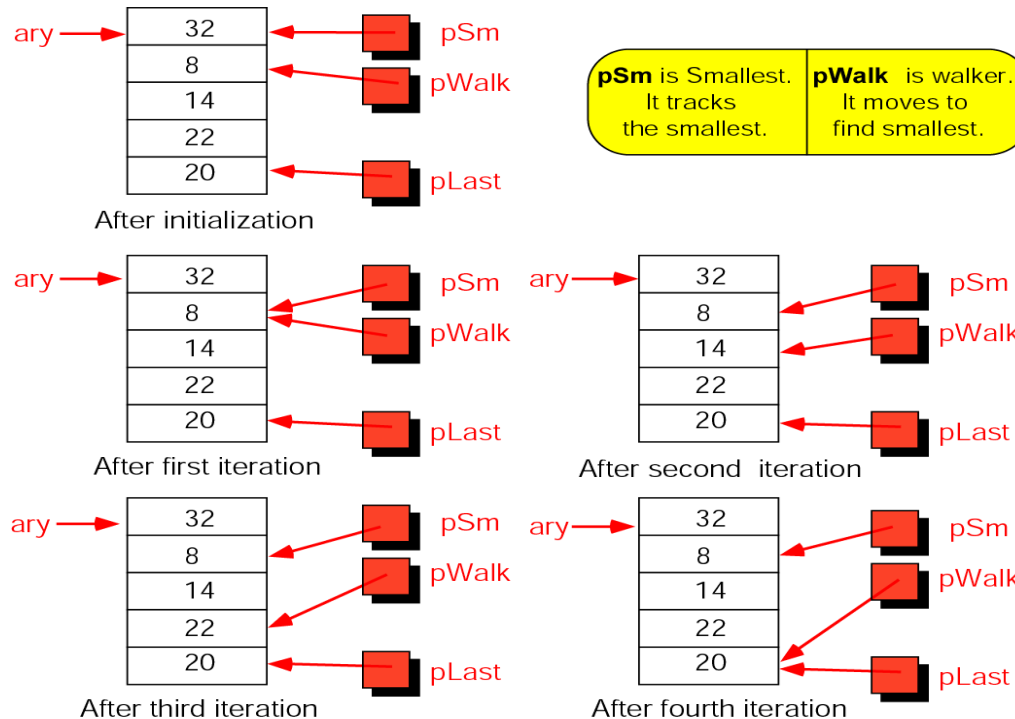 ary 32 pSm
8 pWalk
14
22
20 pLast
After initialization
pSm is Smallest.
It tracks
the smallest.
pWalk is walker.
It moves to
find smallest.
ary 32 pSm
8
pWalk
14
22
20 pLast
After first iteration
ary 32 pSm
8
pWalk
14
22
20 pLast
After second iteration
ary 32 pSm
8
pWalk
14
22
20
pLast
After third iteration
ary 32 pSm
8
pWalk
14
22
20
pLast
After fourth iteration